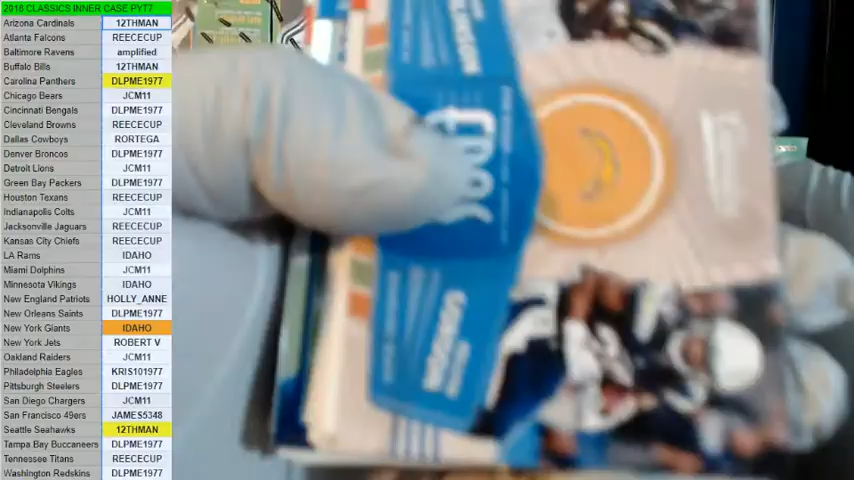 2016 CLASSICS INNER CASE PYT7
Arizona Cardinals 12THMAN
Atlanta Falcons REECECUP
Baltimore Ravens amplified
Buffalo Bills 12THMAN
Carolina Panthers DLPME1977
Chicago Bears JCM11
Cincinnati Bengals DLPME1977
Cleveland Browns REECECUP
Dallas Cowboys RORTEGA
Denver Broncos DLPME1977
Detroit Lions JCM11
Green Bay Packers DLPME1977
Houston Texans REECECUP
Indianapolis Colts JCM11
Jacksonville Jaguars REECECUP
Kansas City Chiefs REECECUP
LA Rams IDAHO
Miami Dolphins JCM11
Minnesota Vikings IDAHO
New England Patriots HOLLY_ANNE
New Orleans Saints DLPME1977
New York Giants IDAHO
New York Jets ROBERT V
Oakland Raiders JCM11
Philadelphia Eagles KRIS101977
Pittsburgh Steelers DLPME1977
San Diego Chargers JCM11
San Francisco 49ers JAMES5348
Seattle Seahawks 12THMAN
Tampa Bay Buccaneers DLPME1977
Tennessee Titans REECECUP
Washington Redskins DLPME1977